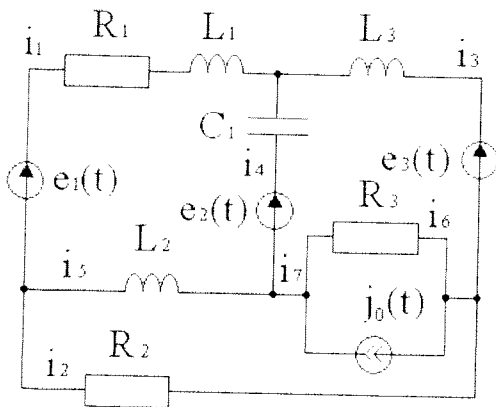 i₁ R₁ L₁ L₃ i₃
C₁
e₁(t) i₄ e₂(t) e₃(t)
R₃ i₆
i₅ L₂ i₇
j₀(t)
i₂ R₂